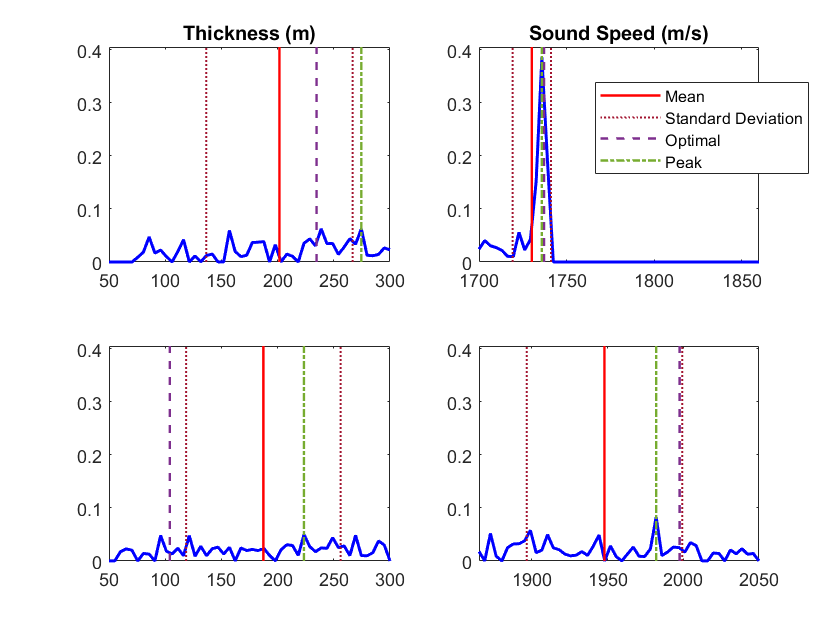 Thickness (m)
Sound Speed (m/s)
0.4
0.3
0.2
0.1
0
50 100 150 200 250 300
0.4
0.3
0.2
0.1
0
1700 1750 1800 1850
Mean
Standard Deviation
Optimal
Peak
0.4
0.3
0.2
0.1
0
50 100 150 200 250 300
0.4
0.3
0.2
0.1
0
1900 1950 2000 2050